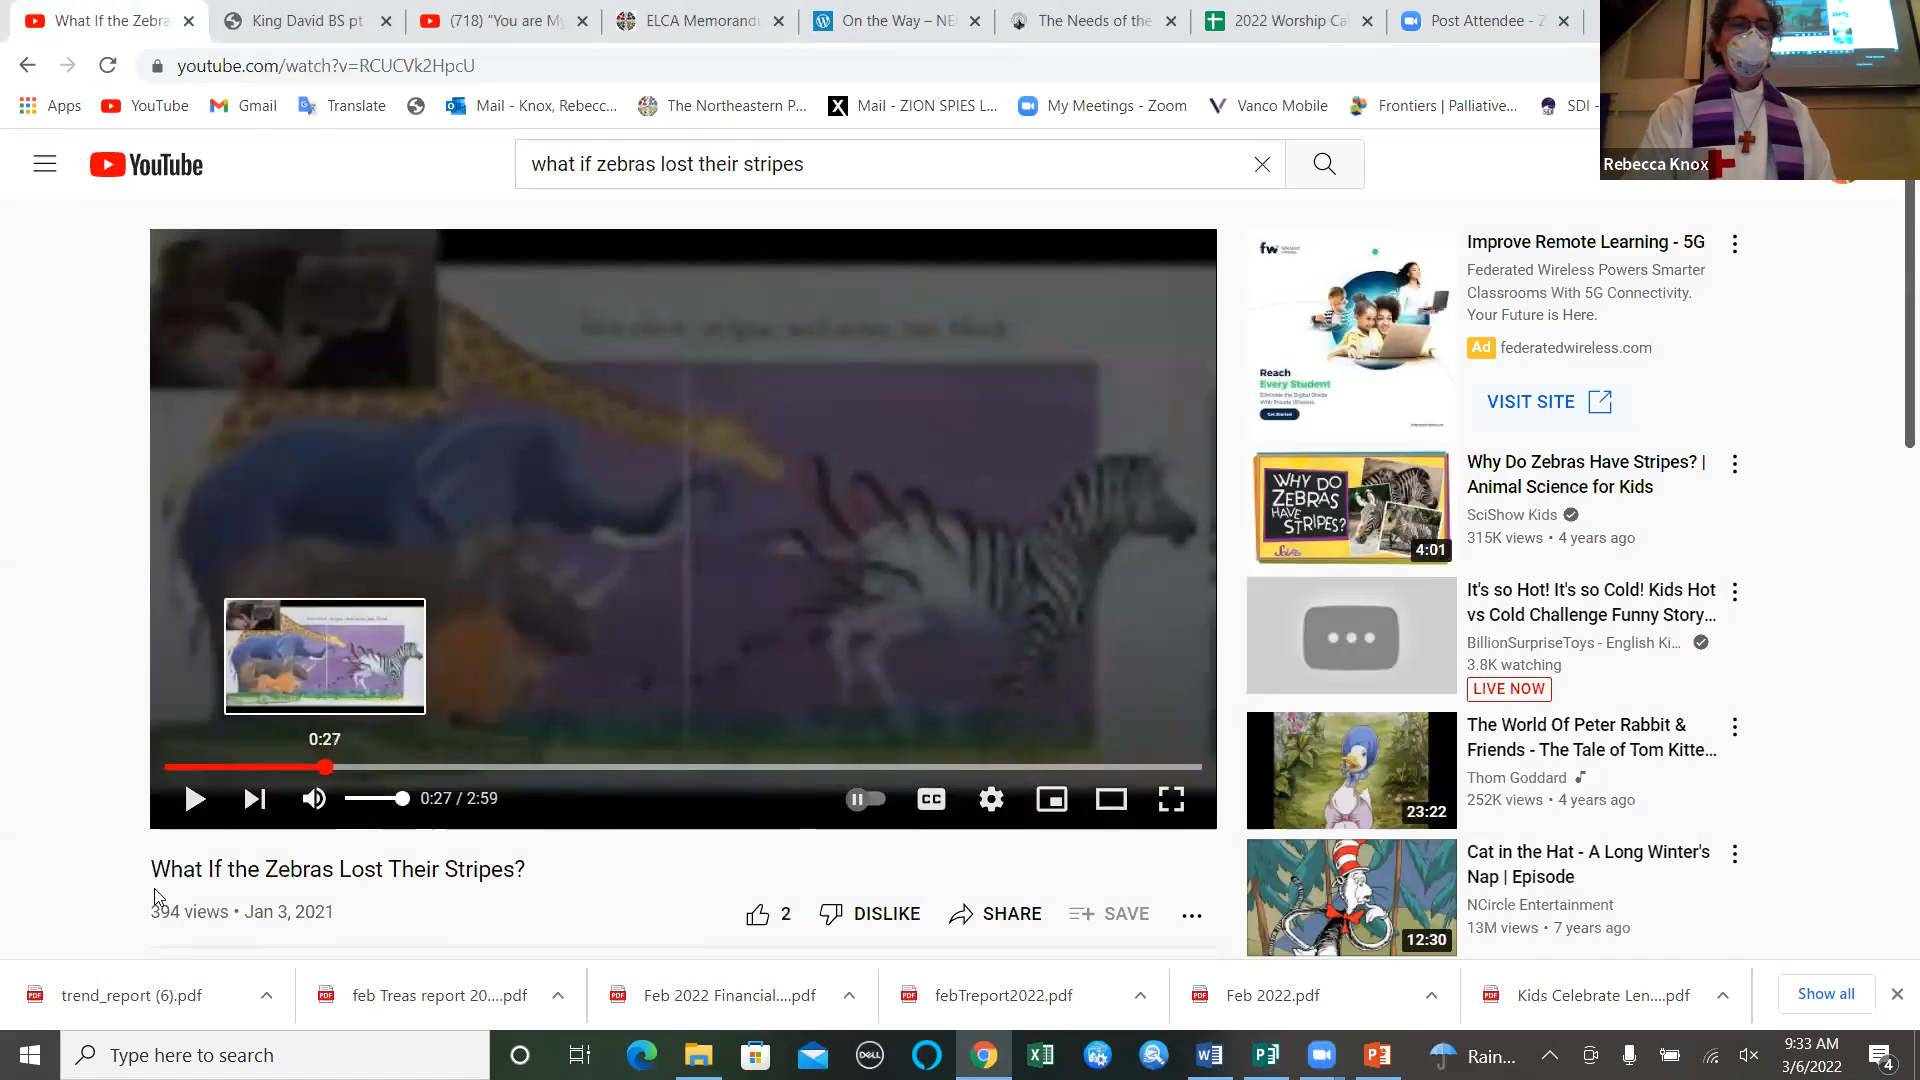 What If the Zebra
King David BS pt
(718) "You are My
ELCA Memorandu
On the Way – NE
The Needs of the
2022 Worship Ca
Post Attendee - Z
youtube.com/watch?v=RCUCVk2HpcU
Apps
YouTube
Gmail
Translate
Mail - Knox, Rebecc...
The Northeastern P...
Mail - ZION SPIES L...
My Meetings - Zoom
Vanco Mobile
Frontiers | Palliative...
SDI -
Rebecca Knox
YouTube
what if zebras lost their stripes
fw
Reach
Every Student
Get Started
Improve Remote Learning - 5G
Federated Wireless Powers Smarter
Classrooms With 5G Connectivity.
Your Future is Here.
Ad federatedwireless.com
VISIT SITE
WHY DO
ZEBRAS
HAVE
STRIPES?
4:01
Why Do Zebras Have Stripes? |
Animal Science for Kids
SciShow Kids
315K views • 4 years ago
It's so Hot! It's so Cold! Kids Hot
vs Cold Challenge Funny Story...
BillionSurpriseToys - English Ki...
3.8K watching
LIVE NOW
The World Of Peter Rabbit &
Friends - The Tale of Tom Kitte...
Thom Goddard
252K views • 4 years ago
23:22
Cat in the Hat - A Long Winter's
Nap | Episode
NCircle Entertainment
13M views • 7 years ago
12:30
0:27
0:27 / 2:59
CC
What If the Zebras Lost Their Stripes?
394 views • Jan 3, 2021
2
DISLIKE
SHARE
SAVE
trend_report (6).pdf
feb Treas report 20....pdf
Feb 2022 Financial....pdf
febTreport2022.pdf
Feb 2022.pdf
Kids Celebrate Len....pdf
Show all
Type here to search
DELL
Rain...
9:33 AM
3/6/2022
4